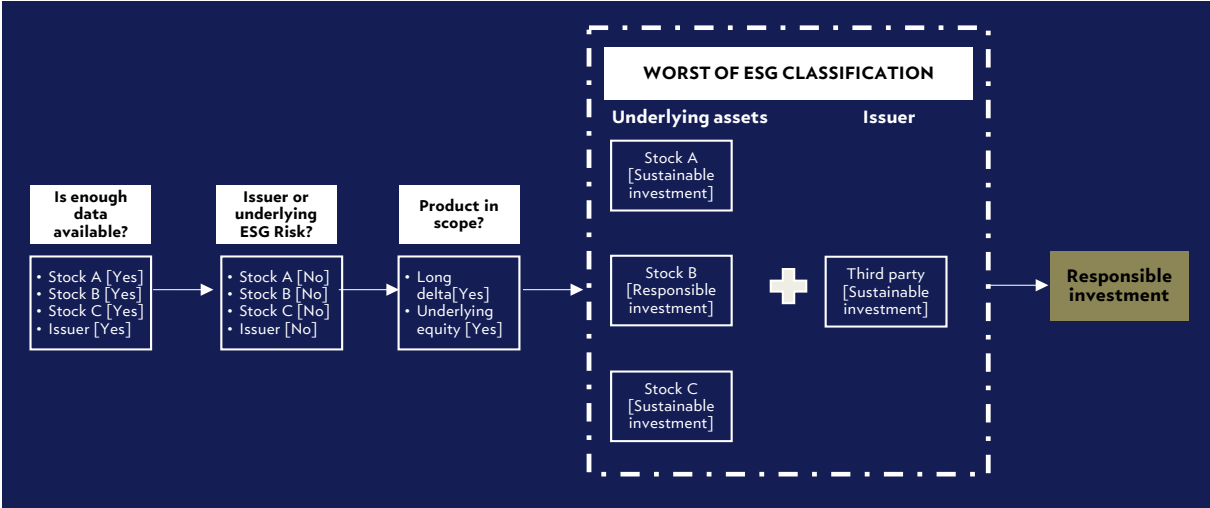 WORST OF ESG CLASSIFICATION
Underlying assets
Issuer
Is enough
data
available?
• Stock A [Yes]
• Stock B [Yes]
• Stock C [Yes]
• Issuer [Yes]
Issuer or
underlying
ESG Risk?
• Stock A [No]
• Stock B [No]
• Stock C [No]
• Issuer [No]
Product in
scope?
• Long
delta[Yes]
• Underlying
equity [Yes]
Stock A
[Sustainable
investment]
Stock B
[Responsible
investment]
Stock C
[Sustainable
investment]
Third party
[Sustainable
investment]
Responsible
investment